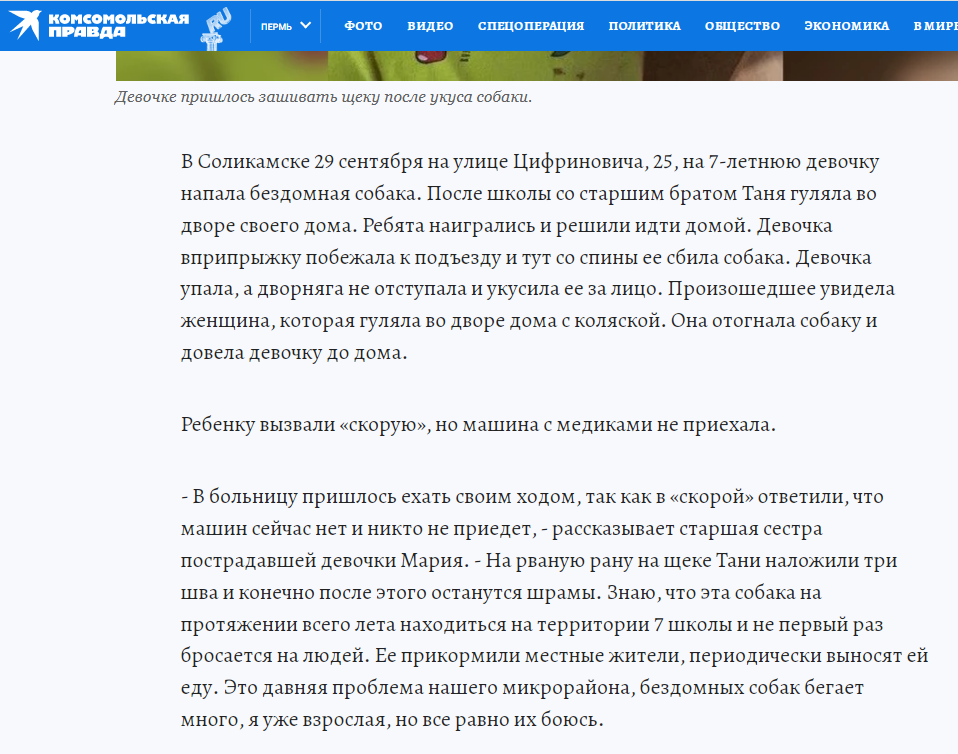 КОМСОМОЛЬСКАЯ
ПРАВДА
RU
ПЕРМЬ
ФОТО ВИДЕО СПЕЦОПЕРАЦИЯ ПОЛИТИКА ОБЩЕСТВО ЭКОНОМИКА В МИРЕ
Девочке пришлось зашивать щеку после укуса собаки.
В Соликамске 29 сентября на улице Цифриновича, 25, на 7-летнюю девочку
напала бездомная собака. После школы со старшим братом Таня гуляла во
дворе своего дома. Ребята наигрались и решили идти домой. Девочка
вприпрыжку побежала к подъезду и тут со спины ее сбила собака. Девочка
упала, а дворняга не отступала и укусила ее за лицо. Произошедшее увидела
женщина, которая гуляла во дворе дома с коляской. Она отогнала собаку и
довела девочку до дома.
Ребенку вызвали «скорую», но машина с медиками не приехала.
- В больницу пришлось ехать своим ходом, так как в «скорой» ответили, что
машин сейчас нет и никто не приедет, - рассказывает старшая сестра
пострадавшей девочки Мария. - На рваную рану на щеке Тани наложили три
шва и конечно после этого останутся шрамы. Знаю, что эта собака на
протяжении всего лета находиться на территории 7 школы и не первый раз
бросается на людей. Ее прикормили местные жители, периодически выносят ей
еду. Это давняя проблема нашего микрорайона, бездомных собак бегает
много, я уже взрослая, но все равно их боюсь.